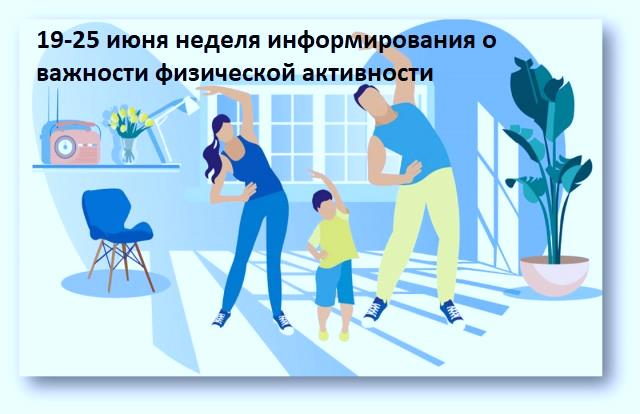 19-25 июня неделя информирования о
важности физической активности